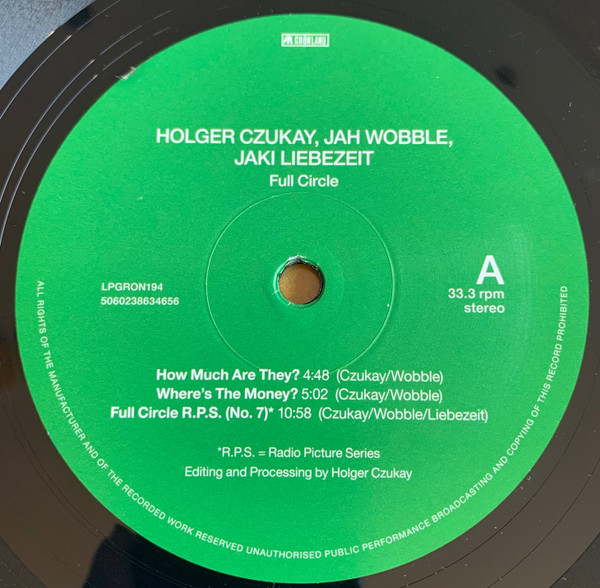 GRÖNLAND
HOLGER CZUKAY, JAH WOBBLE,
JAKI LIEBEZEIT
Full Circle
LPGRON194
5060238634656
A
33.3 rpm
stereo
How Much Are They? 4:48 (Czukay/Wobble)
Where's The Money? 5:02 (Czukay/Wobble)
Full Circle R.P.S. (No. 7)* 10:58 (Czukay/Wobble/Liebezeit)
*R.P.S. = Radio Picture Series
Editing and Processing by Holger Czukay
ALL RIGHTS OF THE MANUFACTURER AND OF THE RECORDED WORK RESERVED UNAUTHORISED PUBLIC PERFORMANCE BROADCASTING AND COPYING OF THIS RECORD PROHIBITED